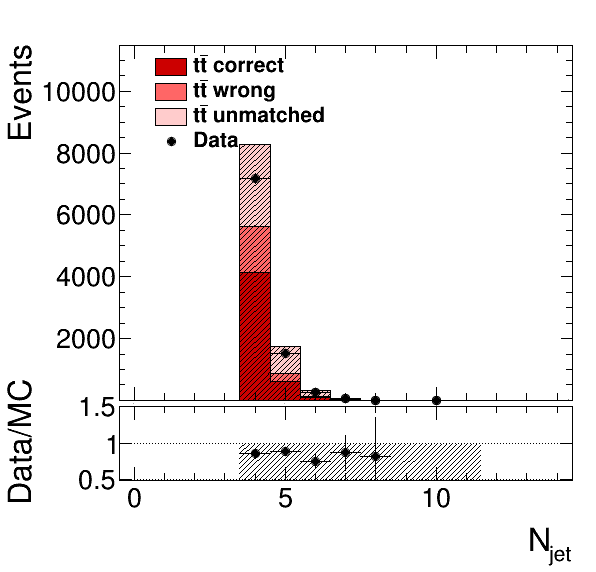 Events
10000
8000
6000
4000
2000
tt̄ correct
tt̄ wrong
tt̄ unmatched
Data
Data/MC
1.5
1
0.5
0 5 10
N_jet